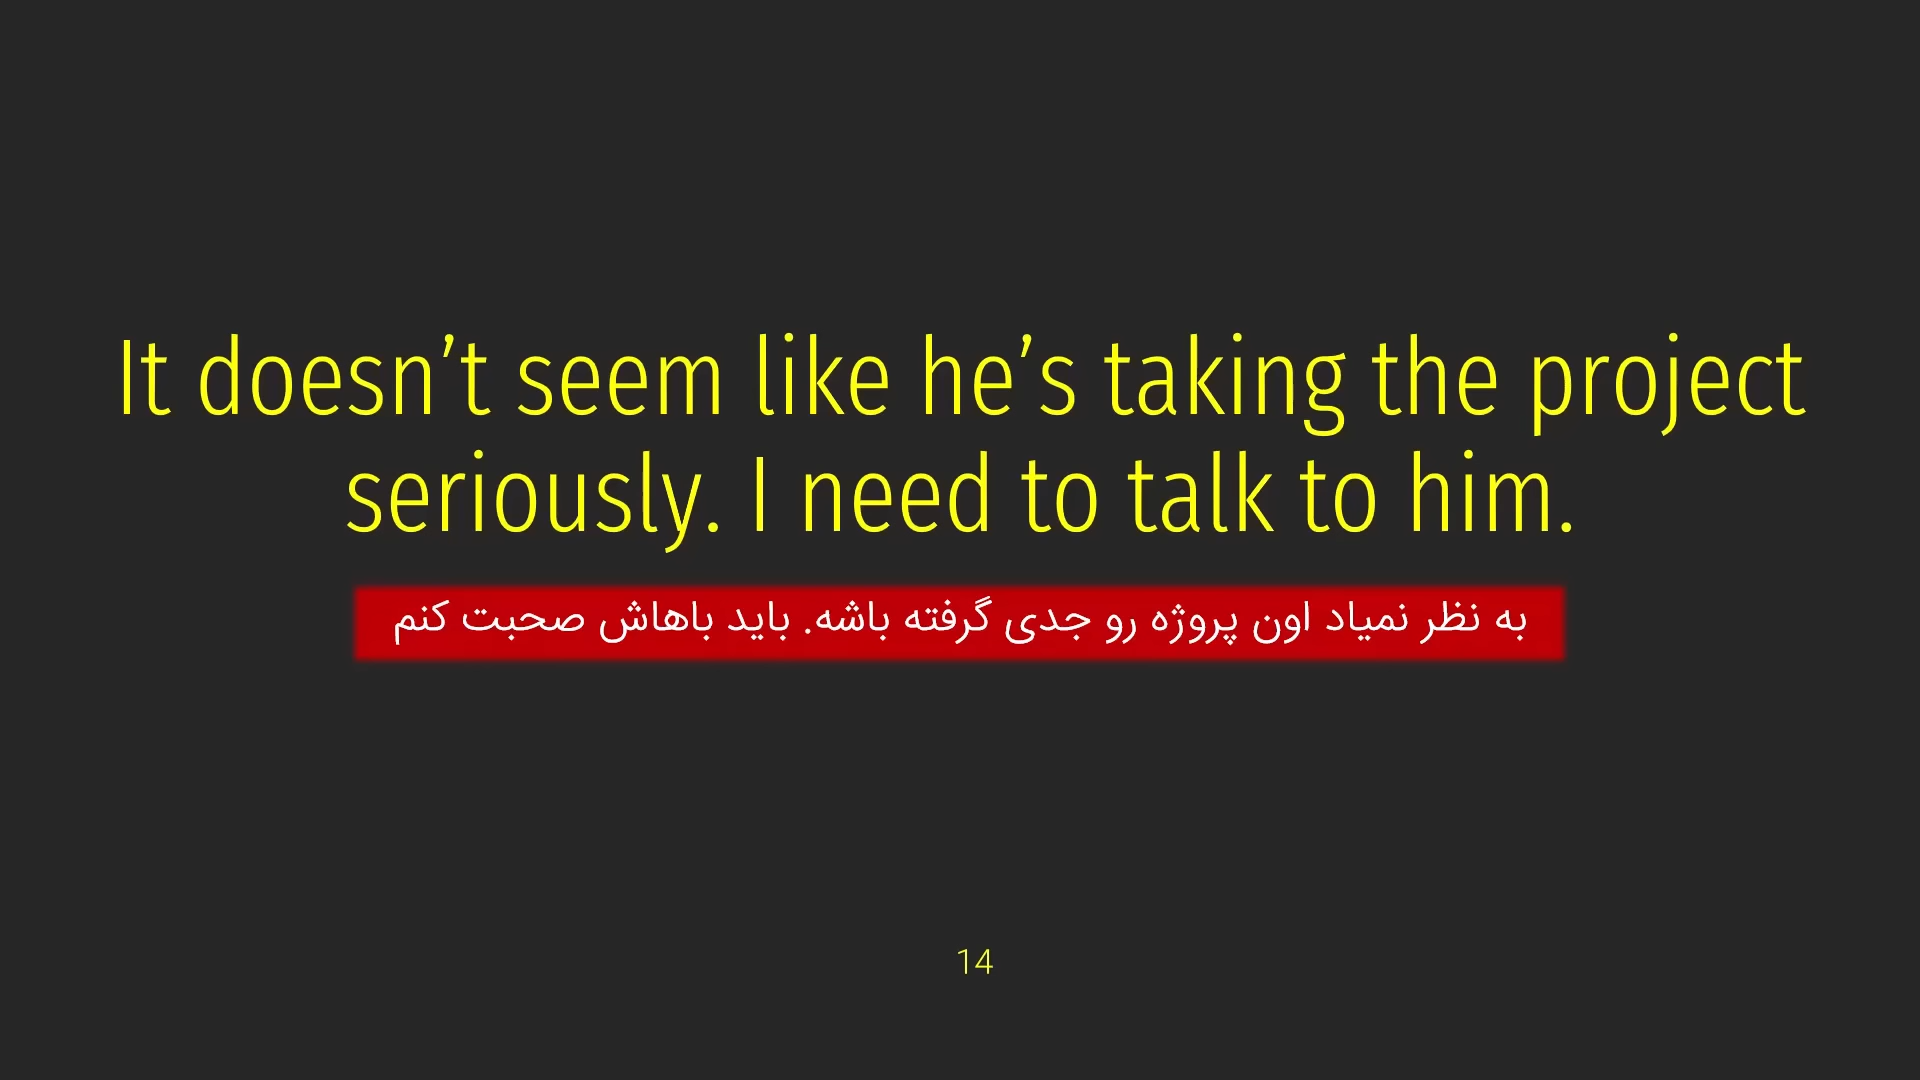 It doesn’t seem like he’s taking the project
seriously. I need to talk to him.
به نظر نمیاد اون پروژه رو جدی گرفته باشه. باید باهاش صحبت کنم
14